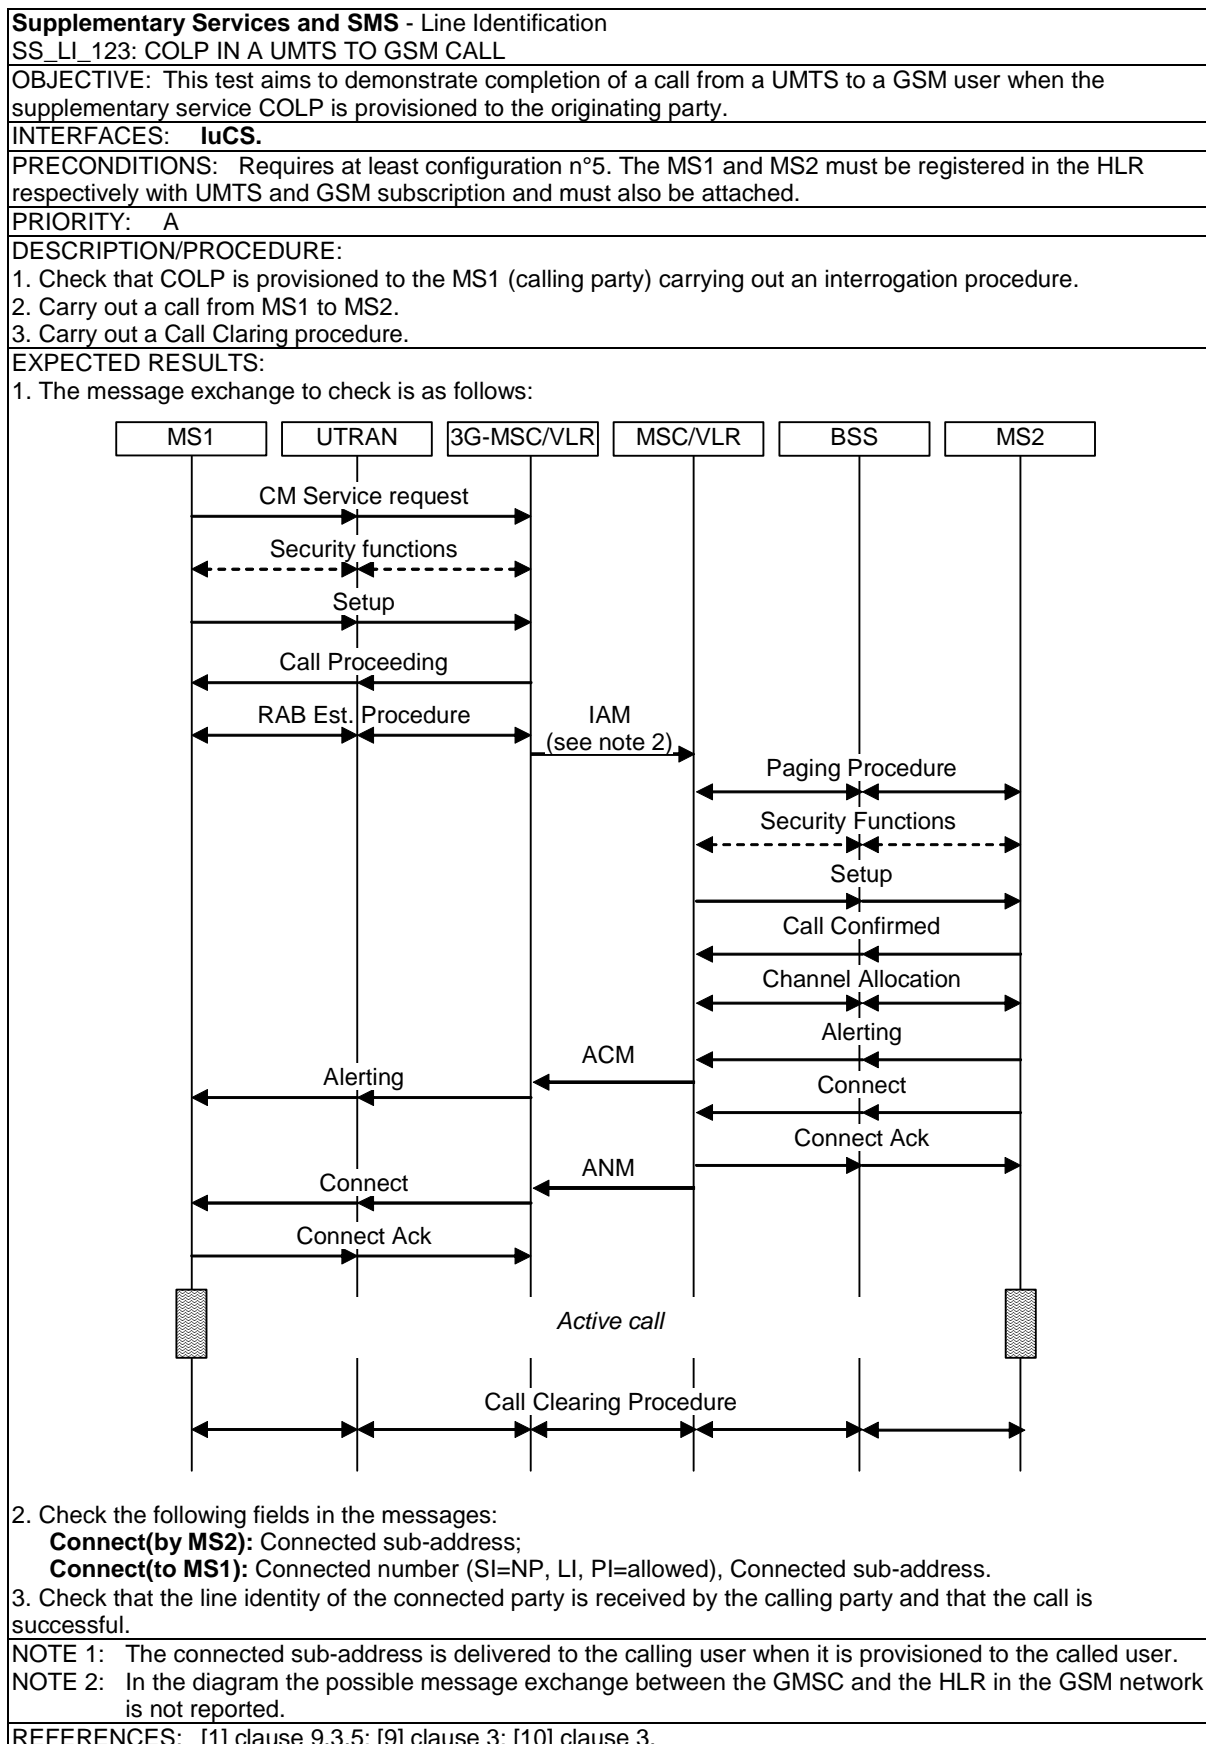 Supplementary Services and SMS - Line Identification
SS_LI_123: COLP IN A UMTS TO GSM CALL
OBJECTIVE: This test aims to demonstrate completion of a call from a UMTS to a GSM user when the
supplementary service COLP is provisioned to the originating party.
INTERFACES: IuCS.
PRECONDITIONS: Requires at least configuration n°5. The MS1 and MS2 must be registered in the HLR
respectively with UMTS and GSM subscription and must also be attached.
PRIORITY: A
DESCRIPTION/PROCEDURE:
1. Check that COLP is provisioned to the MS1 (calling party) carrying out an interrogation procedure.
2. Carry out a call from MS1 to MS2.
3. Carry out a Call Claring procedure.
EXPECTED RESULTS:
1. The message exchange to check is as follows:
MS1 UTRAN 3G-MSC/VLR MSC/VLR BSS MS2
CM Service request
Security functions
Setup
Call Proceeding
RAB Est. Procedure IAM
(see note 2)
Paging Procedure
Security Functions
Setup
Call Confirmed
Channel Allocation
Alerting
ACM
Alerting
Connect
Connect Ack
ANM
Connect
Connect Ack
Active call
Call Clearing Procedure
2. Check the following fields in the messages:
Connect(by MS2): Connected sub-address;
Connect(to MS1): Connected number (SI=NP, LI, PI=allowed), Connected sub-address.
3. Check that the line identity of the connected party is received by the calling party and that the call is
successful.
NOTE 1: The connected sub-address is delivered to the calling user when it is provisioned to the called user.
NOTE 2: In the diagram the possible message exchange between the GMSC and the HLR in the GSM network
is not reported.
REFERENCES: [1] clause 9.3.5; [9] clause 3; [10] clause 3.